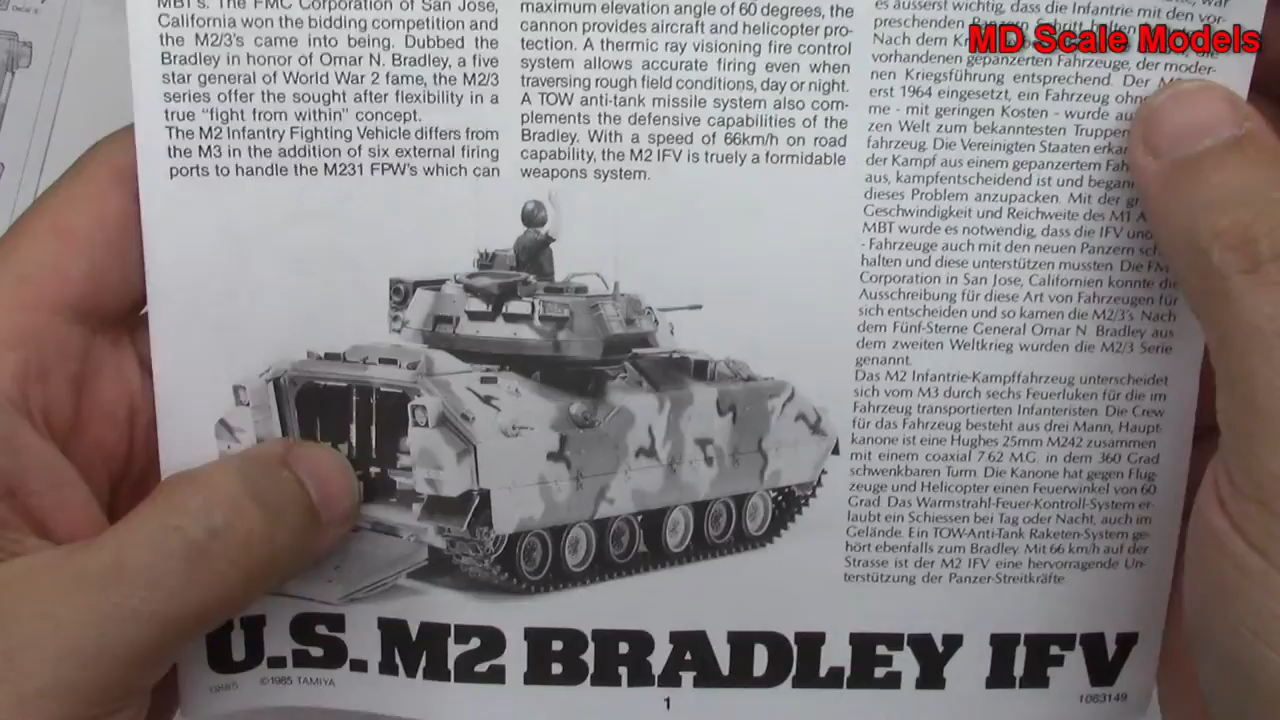 MBT's. The FMC Corporation of San Jose,
California won the bidding competition and
the M2/3's came into being. Dubbed the
Bradley in honor of Omar N. Bradley, a five
star general of World War 2 fame, the M2/3
series offer the sought after flexibility in a
true "fight from within" concept.
The M2 Infantry Fighting Vehicle differs from
the M3 in the addition of six external firing
ports to handle the M231 FPW's which can
maximum elevation angle of 60 degrees, the
cannon provides aircraft and helicopter pro-
tection. A thermic ray visioning fire control
system allows accurate firing even when
traversing rough field conditions, day or night.
A TOW anti-tank missile system also com-
plements the defensive capabilities of the
Bradley. With a speed of 66km/h on road
capability, the M2 IFV is truely a formidable
weapons system.
es äusserst wichtig, dass die Infantrie mit den vor-
preschenden Panzern Schritt halten
Nach dem
vorhandenen gepanzerten Fahrzeuge, der moder-
nen Kriegsführung entsprechend. Der
erst 1964 eingesetzt, ein Fahrzeug ohne
me - mit geringen Kosten - wurde
zen Welt zum bekanntesten Truppen
fahrzeug. Die Vereinigten Staaten
der Kampf aus einem gepanzertem
aus, kampfentscheidend ist und
dieses Problem anzupacken. Mit der
Geschwindigkeit und Reichweite des M1
MBT wurde es notwendig, dass die IFV
- Fahrzeuge auch mit den neuen Panzern
halten und diese unterstützen mussten. Die
Corporation in San Jose, Californien konnte die
Ausschreibung für diese Art von Fahrzeugen für
sich entscheiden und so kamen die M2/3's. Nach
dem Fünf-Sterne General Omar N. Bradley aus
dem zweiten Weltkrieg wurden die M2/3 Serie
genannt.
Das M2 Infantrie-Kampffahrzeug unterscheidet
sich vom M3 durch sechs Feuerluken für die im
Fahrzeug transportierten Infanteristen. Die Crew
für das Fahrzeug besteht aus drei Mann, Haupt-
kanone ist eine Hughes 25mm M242 zusammen
mit einem coaxial 7.62 M.G. in dem 360 Grad
schwenkbaren Turm. Die Kanone hat gegen Flug-
zeuge und Helicopter einen Feuerwinkel von 60
Grad. Das Warmstrahl-Feuer-Kontroll-System er-
laubt ein Schiessen bei Tag oder Nacht, auch im
Gelände. Ein TOW-Anti-Tank Raketen-System ge-
hört ebenfalls zum Bradley. Mit 66 km/h auf der
Strasse ist der M2 IFV eine hervorragende Un-
terstützung der Panzer-Streitkräfte.
MD Scale Models
U.S. M2 BRADLEY IFV
©1985 TAMIYA
1
1063149